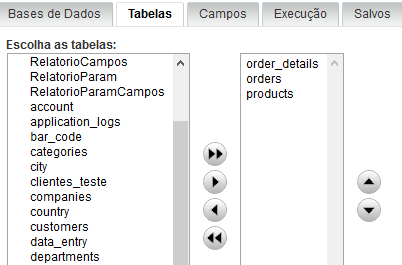 Bases de Dados Tabelas Campos Execução Salvos
Escolha as tabelas:
RelatorioCampos
RelatorioParam
RelatorioParamCampos
account
application_logs
bar_code
categories
city
clientes_teste
companies
country
customers
data_entry
departments
order_details
orders
products